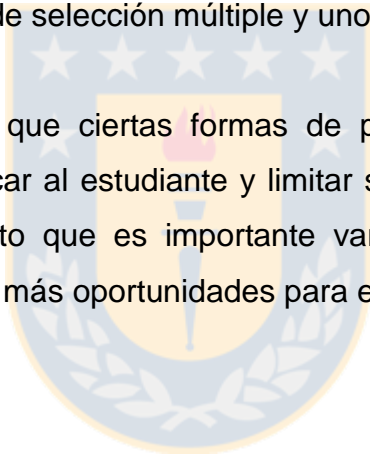 de selección múltiple y uno
que ciertas formas de p
car al estudiante y limitar s
to que es importante var
más oportunidades para e